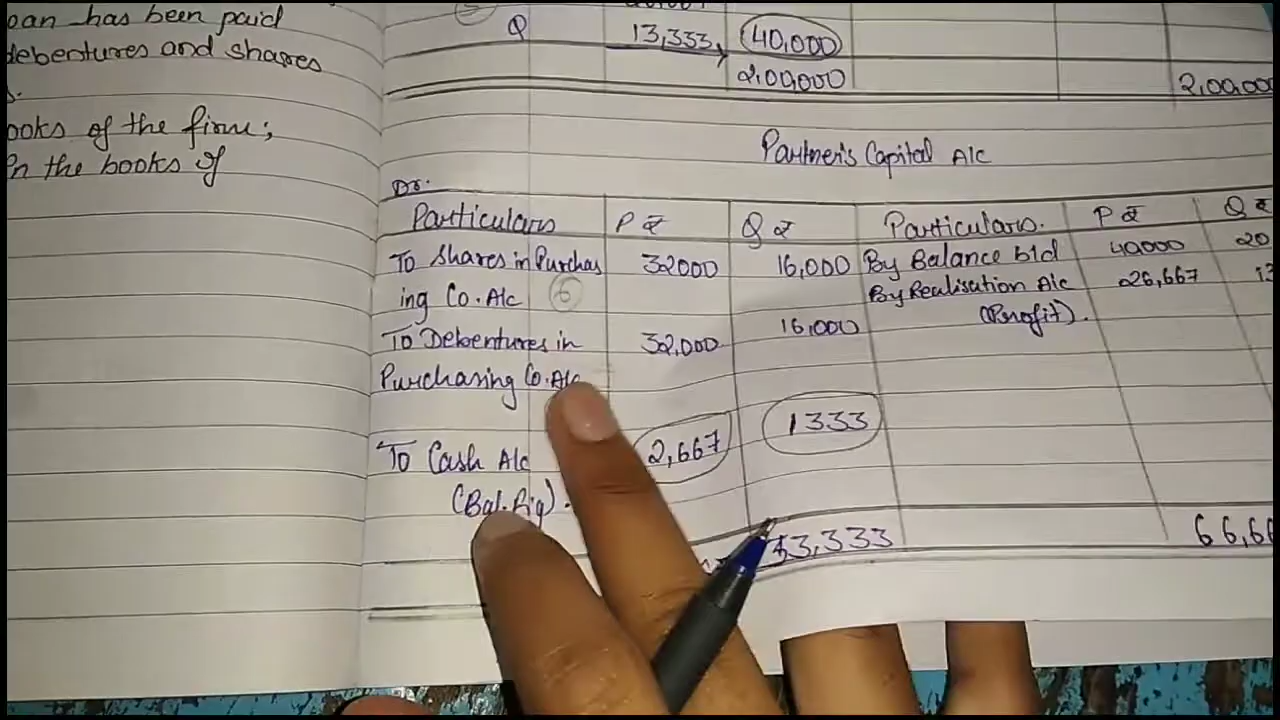 oan has been paid
debentures and shares
s.
ooks of the firm;
in the books of
Q 13,333 40,000
2,00,000 2,00,000
Partner's Capital A/c
Dr.
Particulars P ₹ Q ₹ Particulars. P ₹ Q ₹
To Shares in Purchas 32000 16,000 By Balance b/d 40000 20
ing Co. A/c 6 By Realisation A/c 26,667 13
(Profit).
To Debentures in 32,000 16,000
Purchasing Co. A/c
To Cash A/c 2,667 1333
(Bal. fig).
33,333 66,66